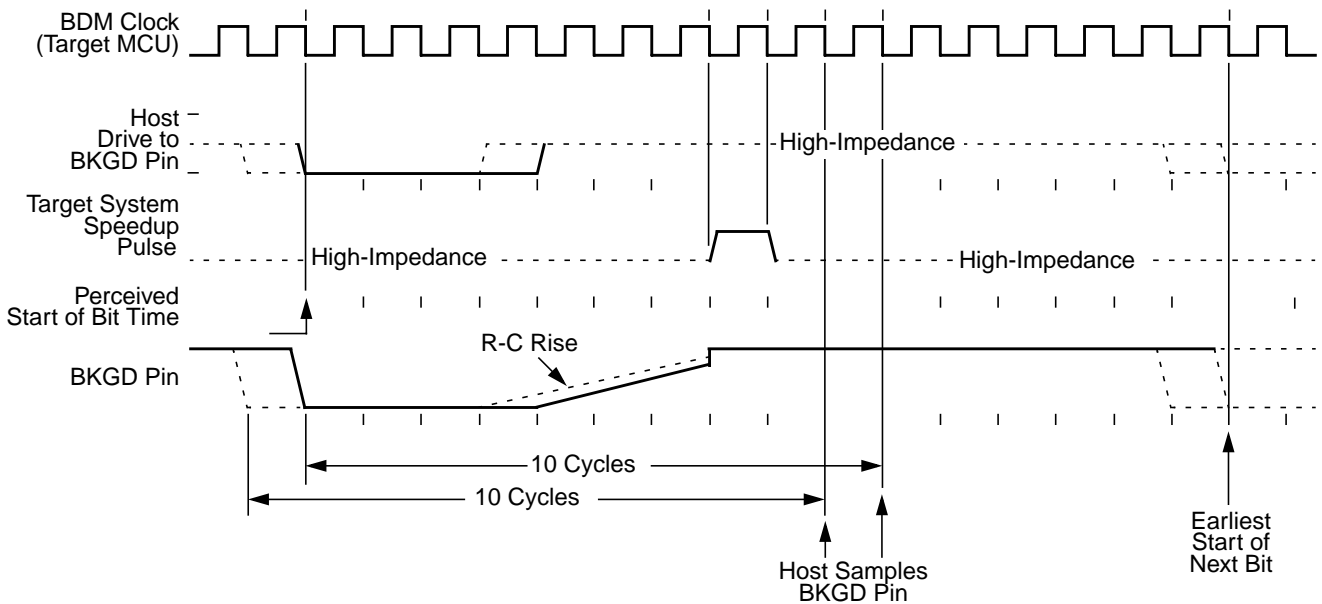 BDM Clock
(Target MCU)
Host
Drive to
BKGD Pin
High-Impedance
Target System
Speedup
Pulse
High-Impedance
High-Impedance
Perceived
Start of Bit Time
R-C Rise
BKGD Pin
10 Cycles
10 Cycles
Earliest
Start of
Next Bit
Host Samples
BKGD Pin